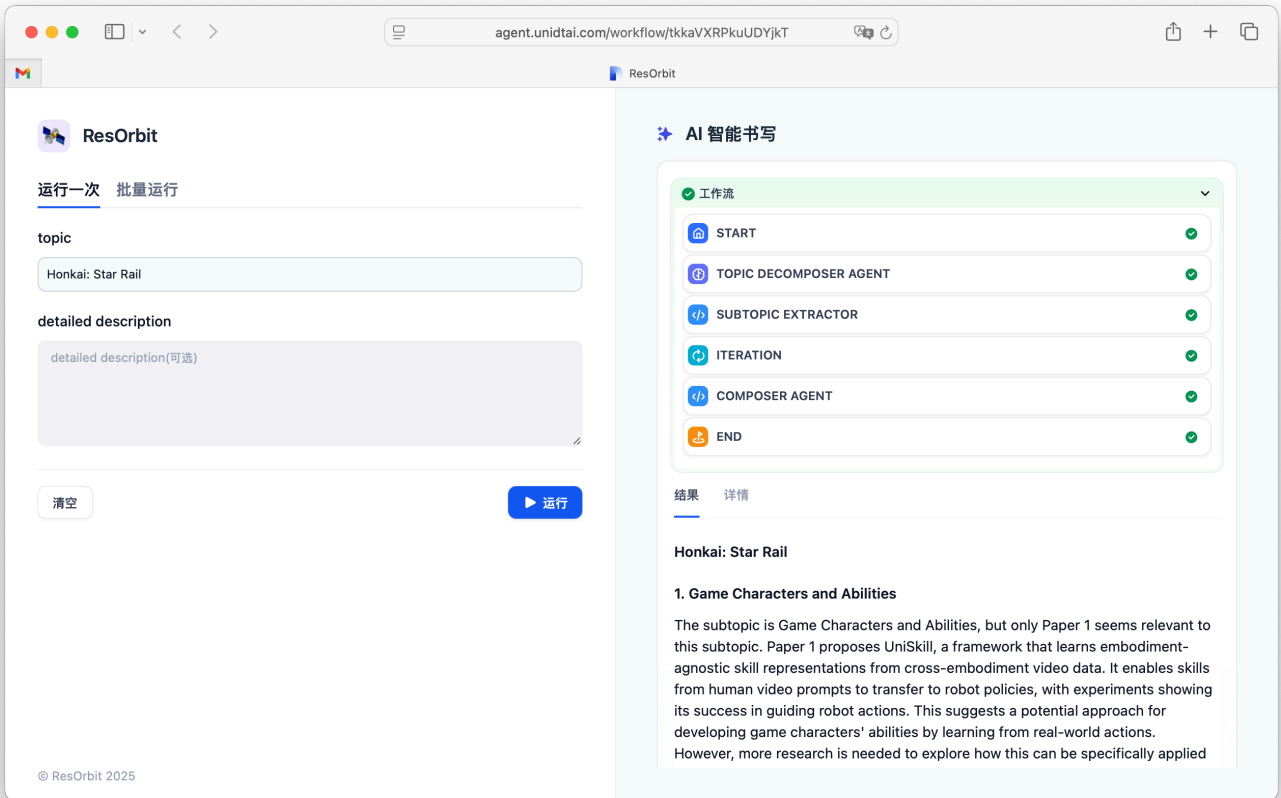 agent.unidtai.com/workflow/tkkaVXRPkuUDYjkT
ResOrbit
ResOrbit
运行一次 批量运行
topic
Honkai: Star Rail
detailed description
detailed description(可选)
清空
运行
© ResOrbit 2025
AI 智能书写
工作流
START
TOPIC DECOMPOSER AGENT
SUBTOPIC EXTRACTOR
ITERATION
COMPOSER AGENT
END
结果 详情
Honkai: Star Rail
1. Game Characters and Abilities
The subtopic is Game Characters and Abilities, but only Paper 1 seems relevant to
this subtopic. Paper 1 proposes UniSkill, a framework that learns embodiment-
agnostic skill representations from cross-embodiment video data. It enables skills
from human video prompts to transfer to robot policies, with experiments showing
its success in guiding robot actions. This suggests a potential approach for
developing game characters' abilities by learning from real-world actions.
However, more research is needed to explore how this can be specifically applied